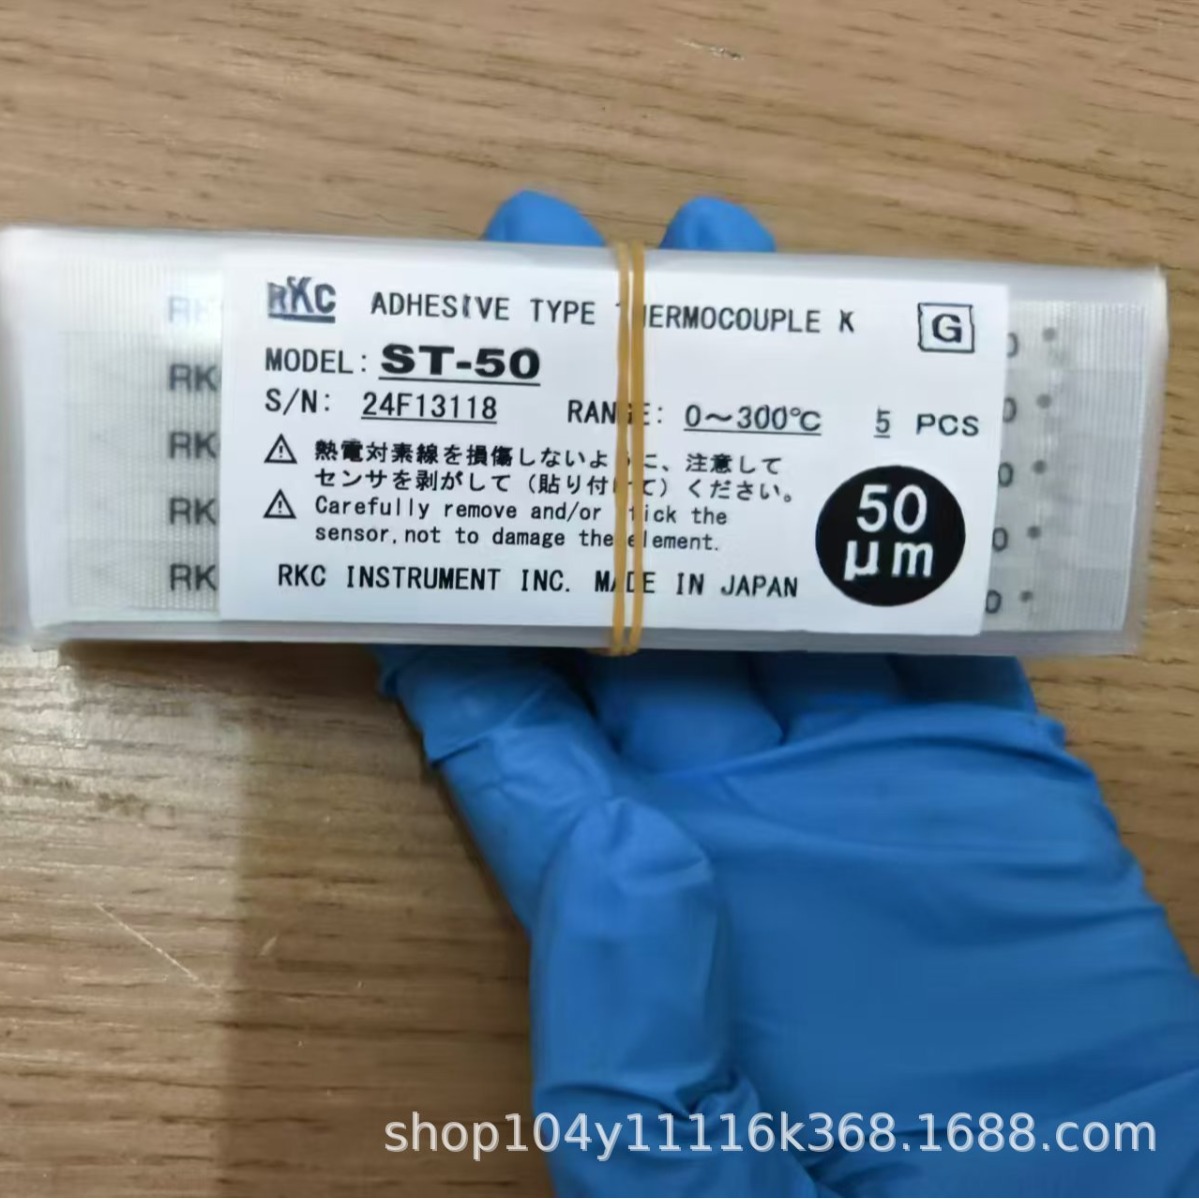 RKC ADHESIVE TYPE THERMOCOUPLE K G
MODEL: ST-50
S/N: 24F13118 RANGE: 0～300℃ 5 PCS
熱電対素線を損傷しないように、注意して
センサを剥がして（貼り付けて）ください。
Carefully remove and/or stick the
sensor,not to damage the element.
50
μm
RKC INSTRUMENT INC. MADE IN JAPAN
RK
RK
RK
RK
shop104y11116k368.1688.com